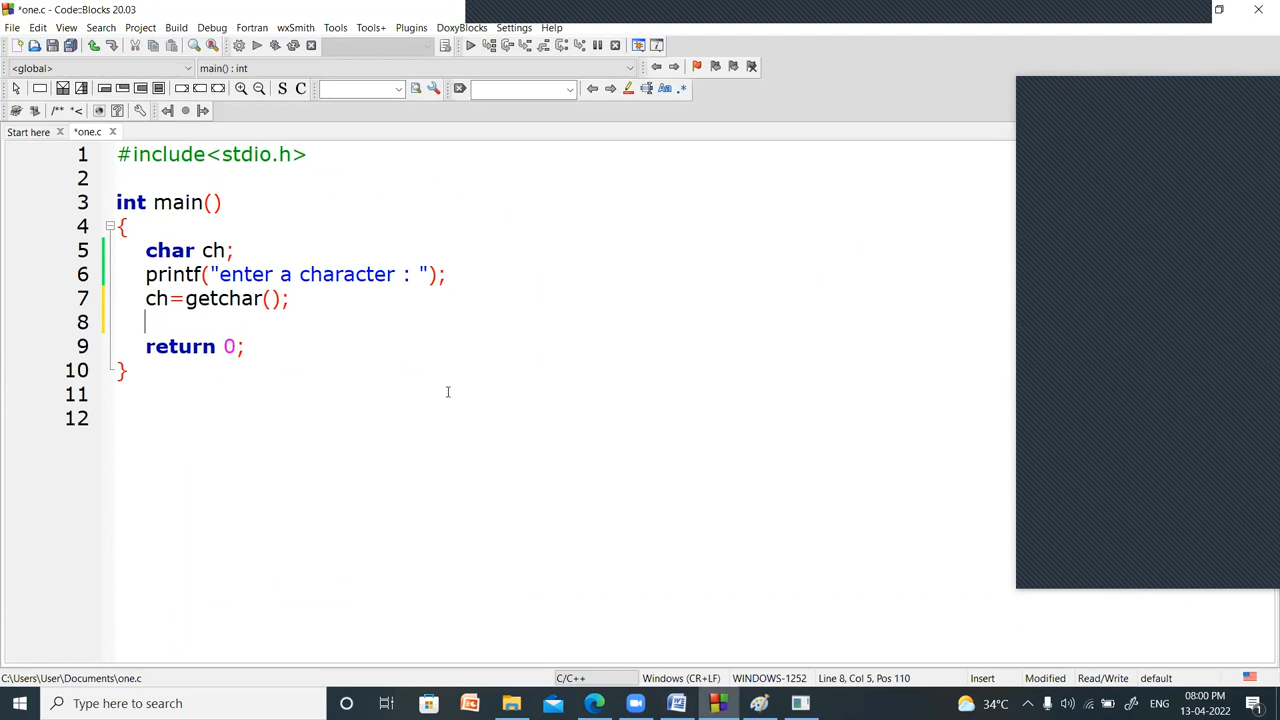 *one.c - Code::Blocks 20.03
File Edit View Search Project Build Debug Fortran wxSmith Tools Tools+ Plugins DoxyBlocks Settings Help
<global> main() : int
S C Aa .*
/** *<
Start here *one.c
1 #include<stdio.h>
2
3 int main()
4 {
5 char ch;
6 printf("enter a character : ");
7 ch=getchar();
8
9 return 0;
10 }
11
12
C:\Users\User\Documents\one.c C/C++ Windows (CR+LF) WINDOWS-1252 Line 8, Col 5, Pos 110 Insert Modified Read/Write default
Type here to search 34°C ENG 08:00 PM
13-04-2022